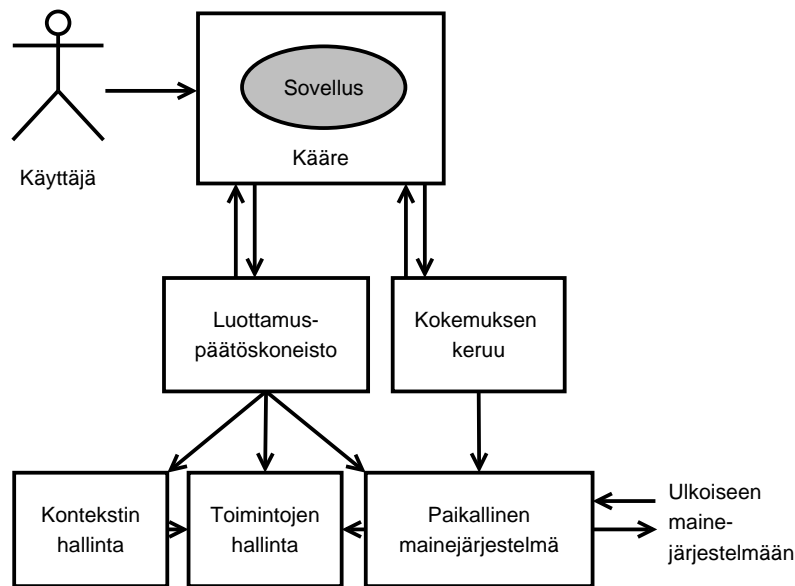 Sovellus
Kääre
Käyttäjä
Luottamus-
päätöskoneisto
Kokemuksen
keruu
Kontekstin
hallinta
Toimintojen
hallinta
Paikallinen
mainejärjestelmä
Ulkoiseen
maine-
järjestelmään